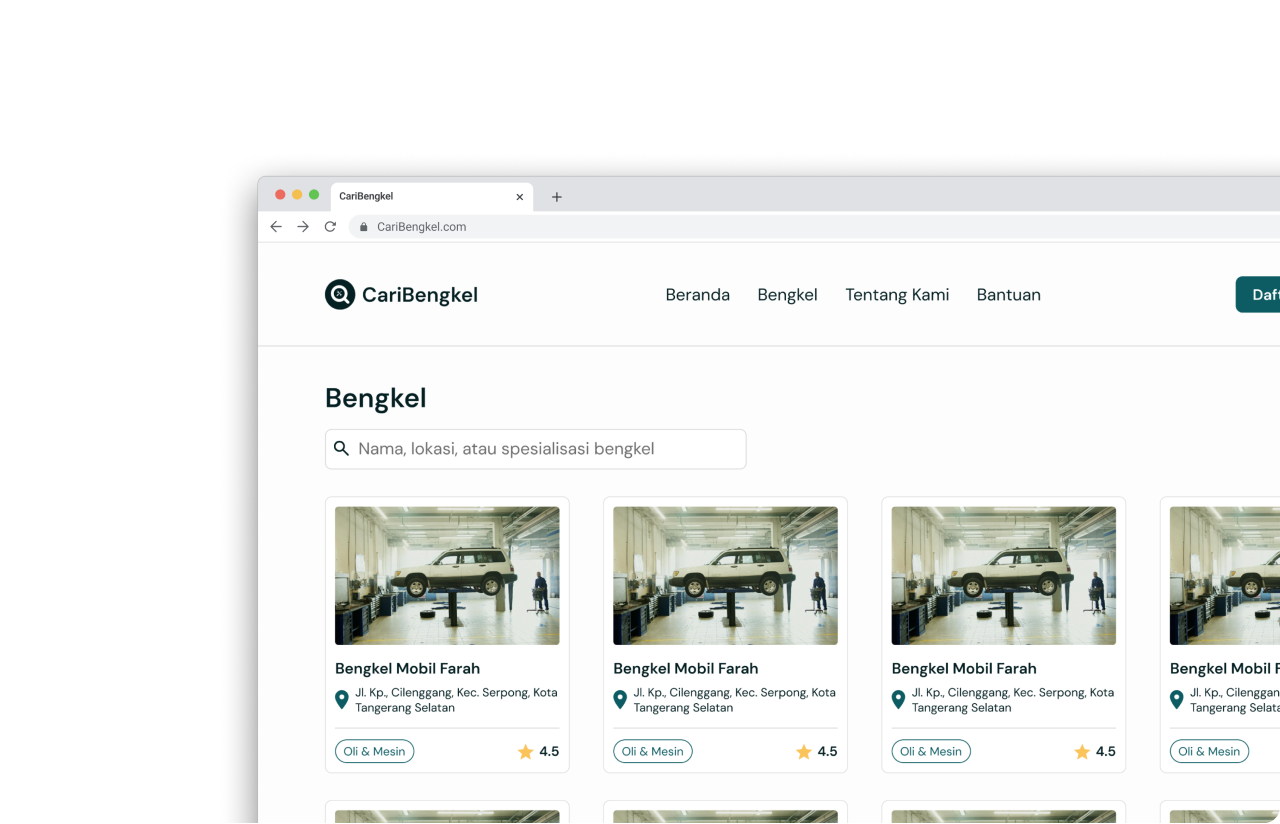 CariBengkel
CariBengkel.com
CariBengkel
Beranda Bengkel Tentang Kami Bantuan
Bengkel
Nama, lokasi, atau spesialisasi bengkel
Bengkel Mobil Farah
Jl. Kp., Cilenggang, Kec. Serpong, Kota
Tangerang Selatan
Oli & Mesin 4.5
Bengkel Mobil Farah
Jl. Kp., Cilenggang, Kec. Serpong, Kota
Tangerang Selatan
Oli & Mesin 4.5
Bengkel Mobil Farah
Jl. Kp., Cilenggang, Kec. Serpong, Kota
Tangerang Selatan
Oli & Mesin 4.5
Bengkel Mobil
Jl. Kp.,
Tangerang
Oli & Mesin